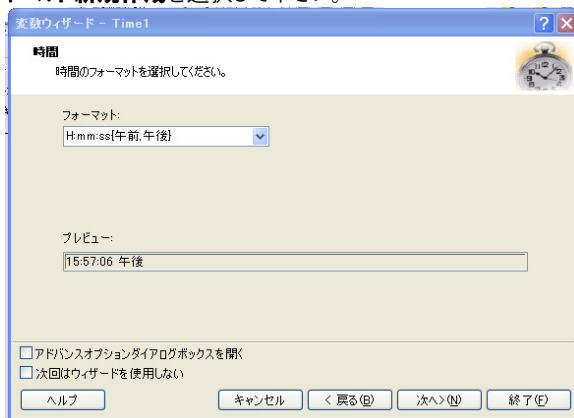 変数ウィザード - Time1
時間
時間のフォーマットを選択してください。
フォーマット:
H:mm:ss{午前,午後}
プレビュー:
15:57:06 午後
アドバンスオプションダイアログボックスを開く
次回はウィザードを使用しない
ヘルプ キャンセル < 戻る(B) 次へ>(N) 終了(F)